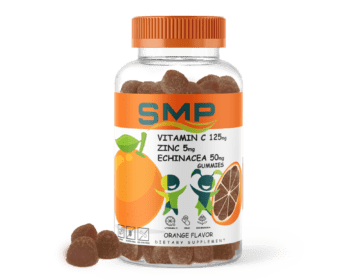 SMP
VITAMIN C 125mg
ZINC 5mg
ECHINACEA 50mg
GUMMIES
ORANGE FLAVOR
DIETARY SUPPLEMENT